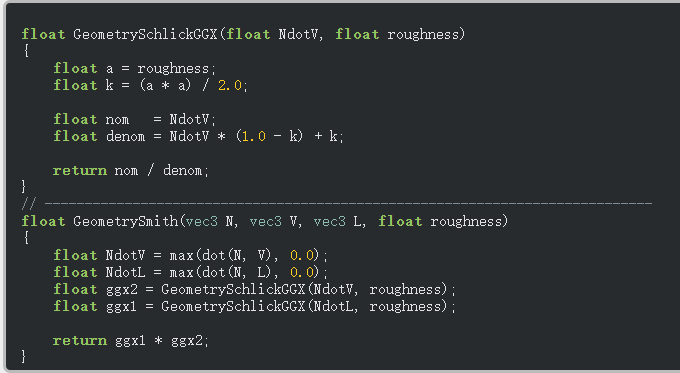 float GeometrySchlickGGX(float NdotV, float roughness)
{
    float a = roughness;
    float k = (a * a) / 2.0;

    float nom   = NdotV;
    float denom = NdotV * (1.0 - k) + k;

    return nom / denom;
}
// ----------------------------------------------------------------------------
float GeometrySmith(vec3 N, vec3 V, vec3 L, float roughness)
{
    float NdotV = max(dot(N, V), 0.0);
    float NdotL = max(dot(N, L), 0.0);
    float ggx2 = GeometrySchlickGGX(NdotV, roughness);
    float ggx1 = GeometrySchlickGGX(NdotL, roughness);

    return ggx1 * ggx2;
}